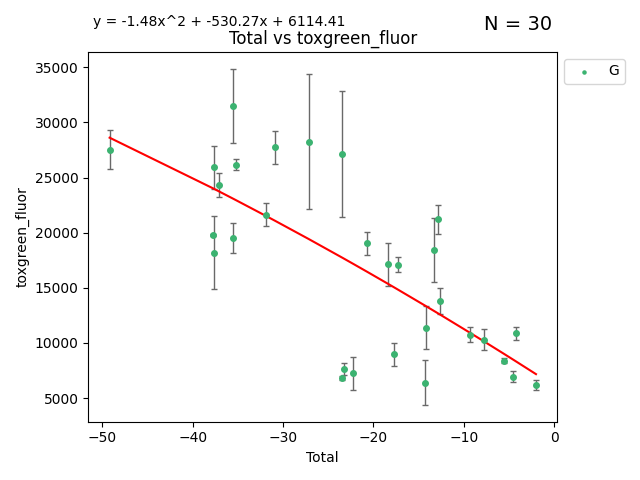 y = -1.48x^2 + -530.27x + 6114.41
N = 30
Total vs toxgreen_fluor
G
toxgreen_fluor
35000
30000
25000
20000
15000
10000
5000
−50
−40
−30
−20
−10
0
Total